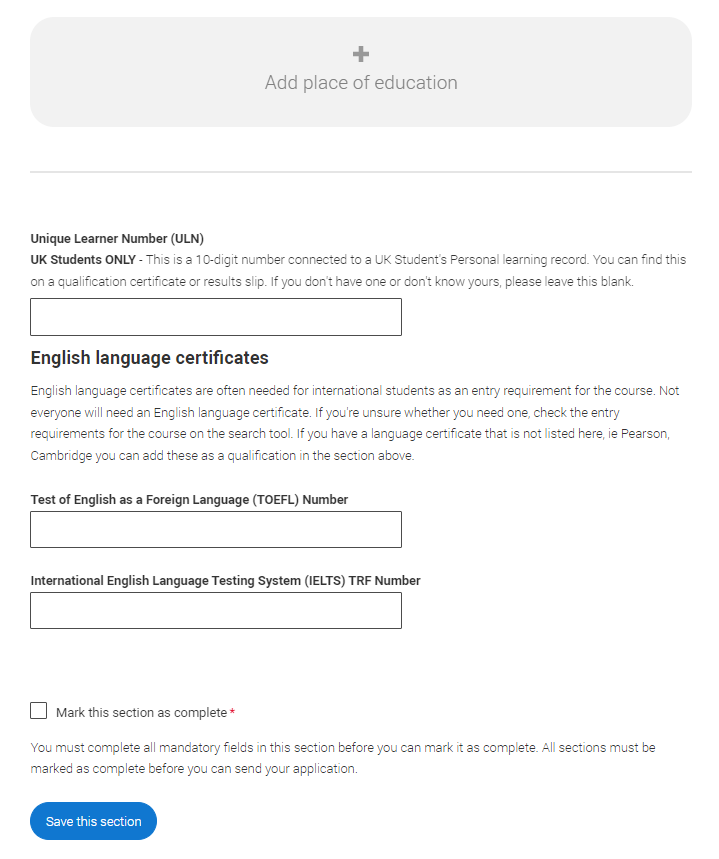 Add place of education
Unique Learner Number (ULN)
UK Students ONLY - This is a 10-digit number connected to a UK Student's Personal learning record. You can find this
on a qualification certificate or results slip. If you don't have one or don't know yours, please leave this blank.
English language certificates
English language certificates are often needed for international students as an entry requirement for the course. Not
everyone will need an English language certificate. If you're unsure whether you need one, check the entry
requirements for the course on the search tool. If you have a language certificate that is not listed here, ie Pearson,
Cambridge you can add these as a qualification in the section above.
Test of English as a Foreign Language (TOEFL) Number
International English Language Testing System (IELTS) TRF Number
Mark this section as complete *
You must complete all mandatory fields in this section before you can mark it as complete. All sections must be
marked as complete before you can send your application.
Save this section